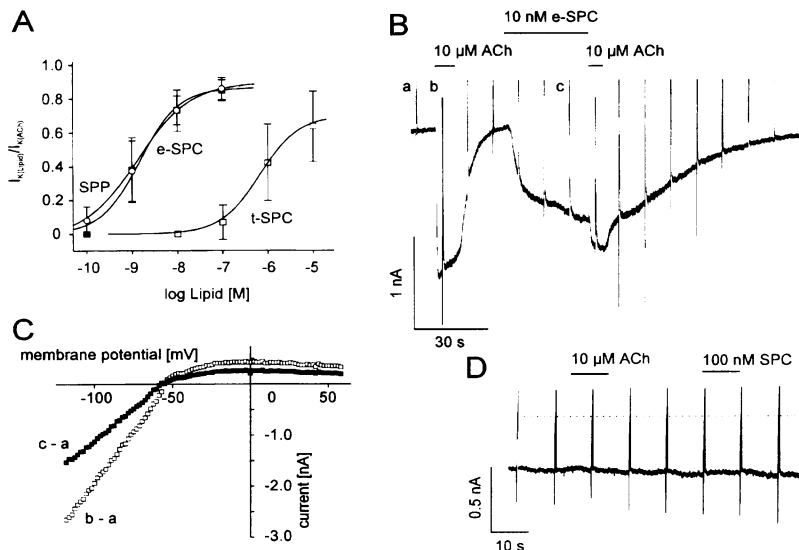 A
I_K(Lipid)/I_K(ACh)
1.0
0.8
0.6
0.4
0.2
0
SPP
e-SPC
t-SPC
-10
-9
-8
-7
-6
-5
log Lipid [M]
B
10 nM e-SPC
10 µM ACh
10 µM ACh
a
b
c
1 nA
30 s
C
membrane potential [mV]
-100
-50
0
50
-1.0
-2.0
-3.0
current [nA]
c - a
b - a
D
10 µM ACh
100 nM SPC
0.5 nA
10 s